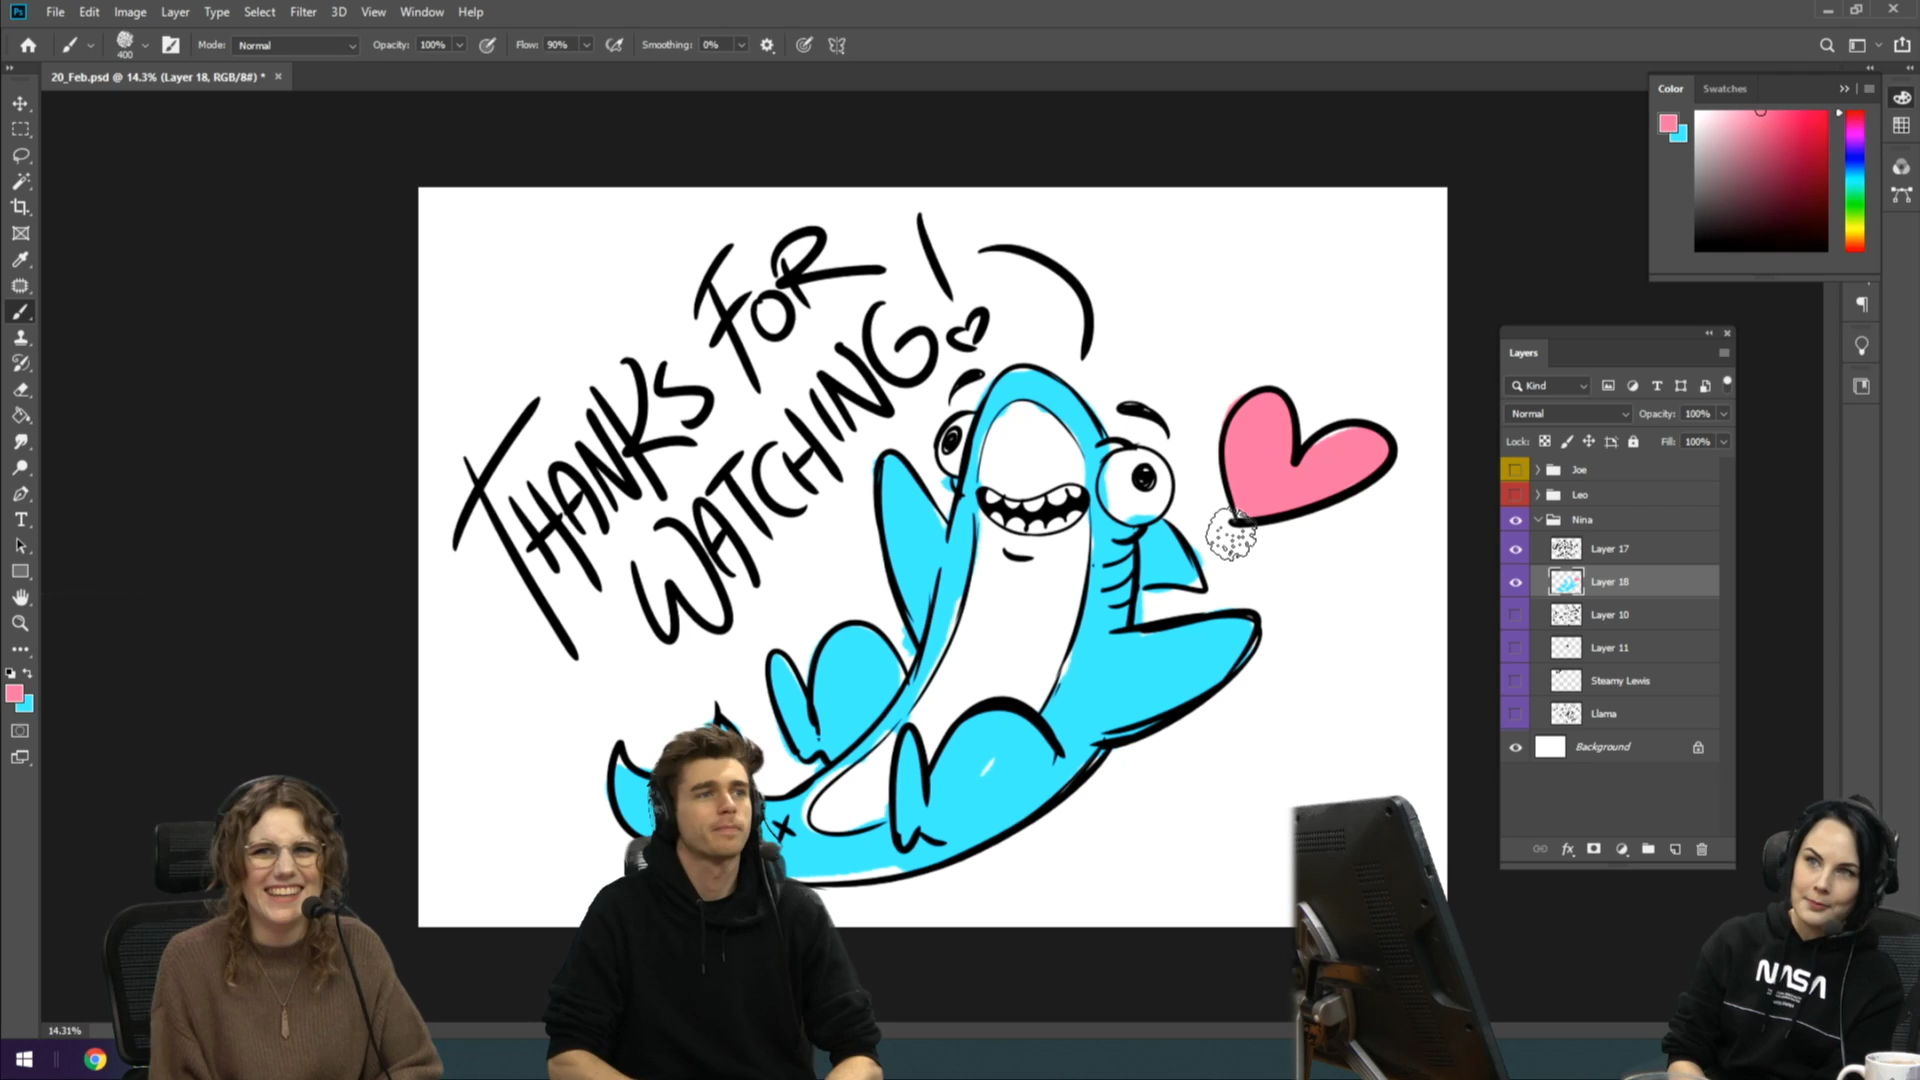 Ps File Edit Image Layer Type Select Filter 3D View Window Help
400 Mode: Normal Opacity: 100% Flow: 90% Smoothing: 0%
20_Feb.psd @ 14.3% (Layer 18, RGB/8#) *
Color Swatches
THANKS FOR
WATCHING!
Layers
Kind
Normal Opacity: 100%
Lock: Fill: 100%
Joe
Leo
Nina
Layer 17
Layer 18
Layer 10
Layer 11
Steamy Lewis
Llama
Background
fx
NASA
14.31%